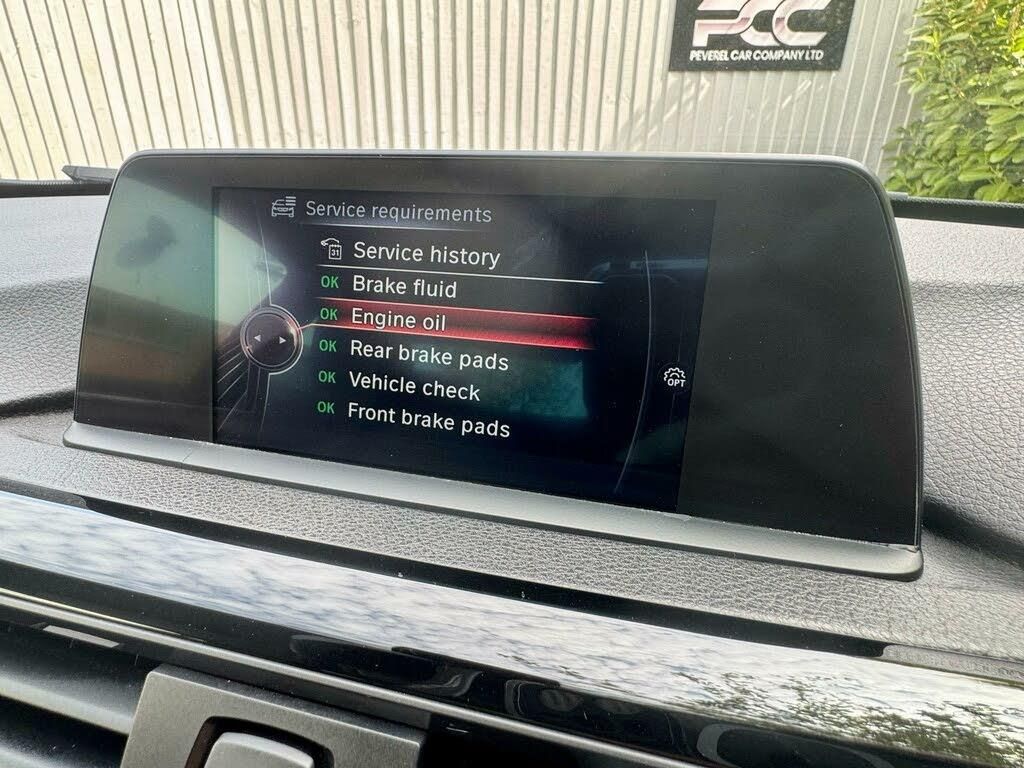 PCC
PEVEREL CAR COMPANY LTD
Service requirements
31 Service history
OK Brake fluid
OK Engine oil
OK Rear brake pads
OK Vehicle check
OK Front brake pads
OPT